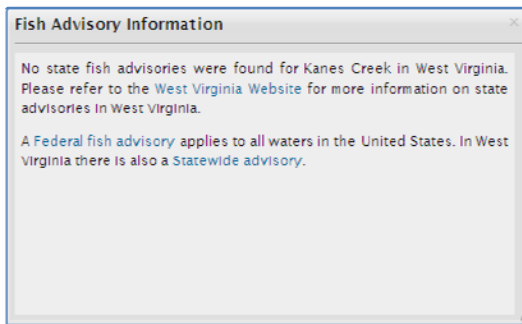 Fish Advisory Information
No state fish advisories were found for Kanes Creek in West Virginia.
Please refer to the West Virginia Website for more information on state
advisories in West Virginia.
A Federal fish advisory applies to all waters in the United States. In West
Virginia there is also a Statewide advisory.